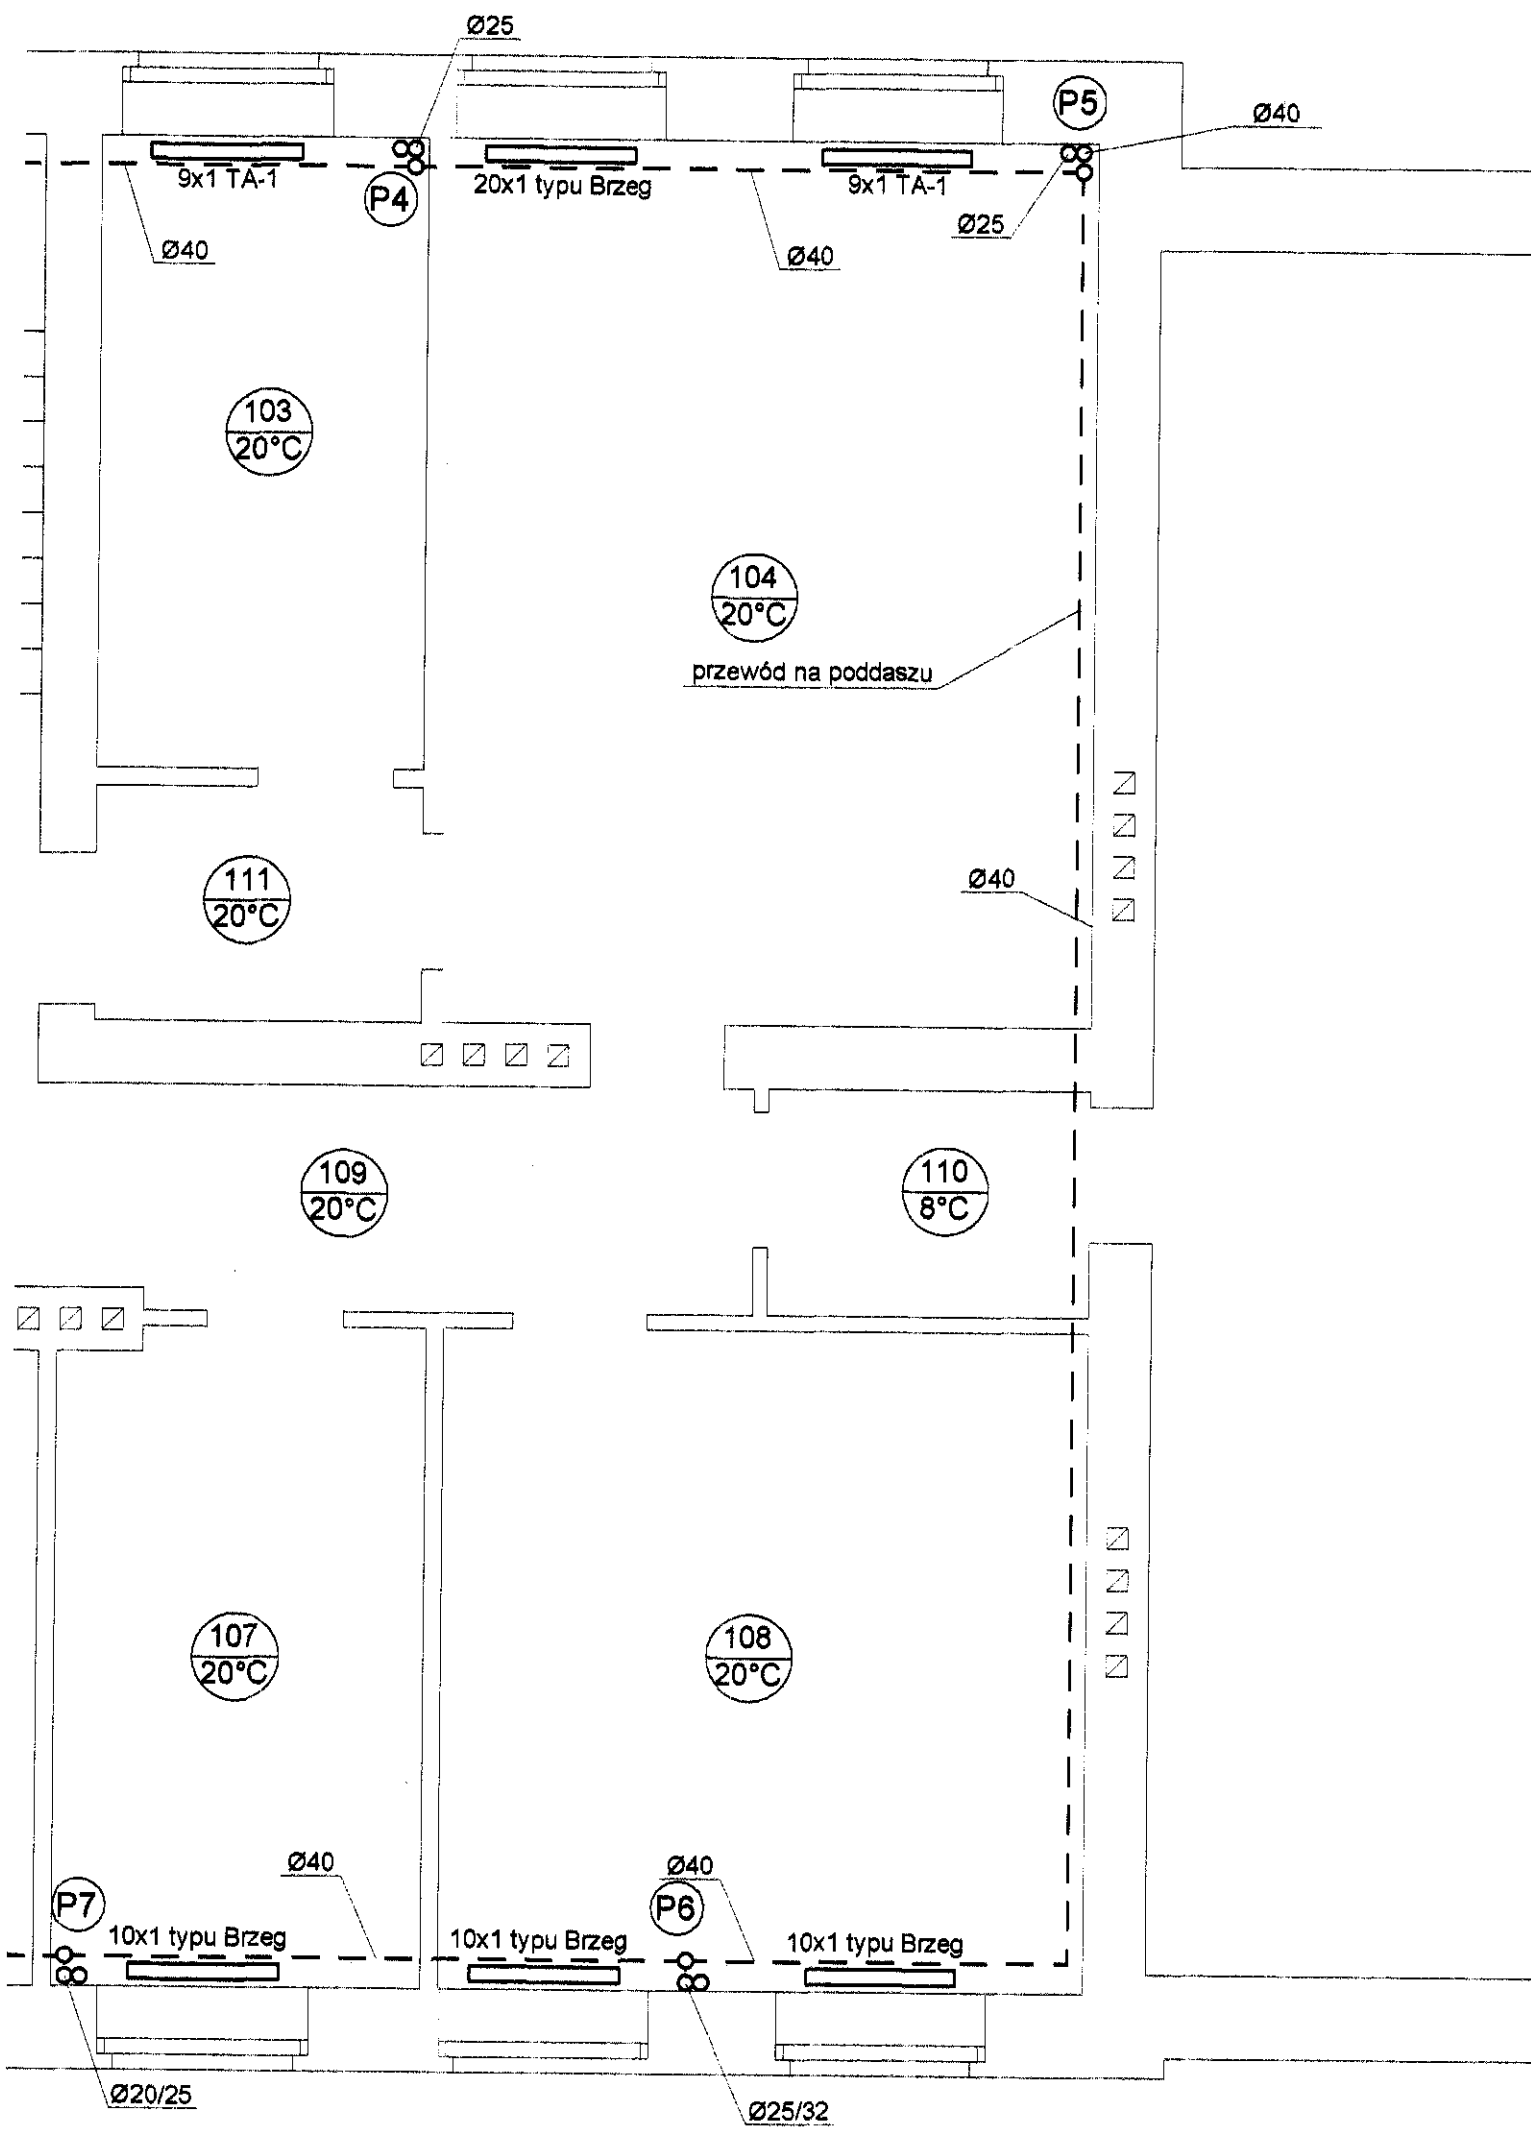 Ø25
P5
Ø40
9x1 TA-1
P4
20x1 typu Brzeg
9x1 TA-1
Ø25
Ø40
Ø40
103
20°C
104
20°C
przewód na poddaszu
111
20°C
Ø40
109
20°C
110
8°C
107
20°C
108
20°C
Ø40
Ø40
P7
P6
10x1 typu Brzeg
10x1 typu Brzeg
10x1 typu Brzeg
Ø20/25
Ø25/32